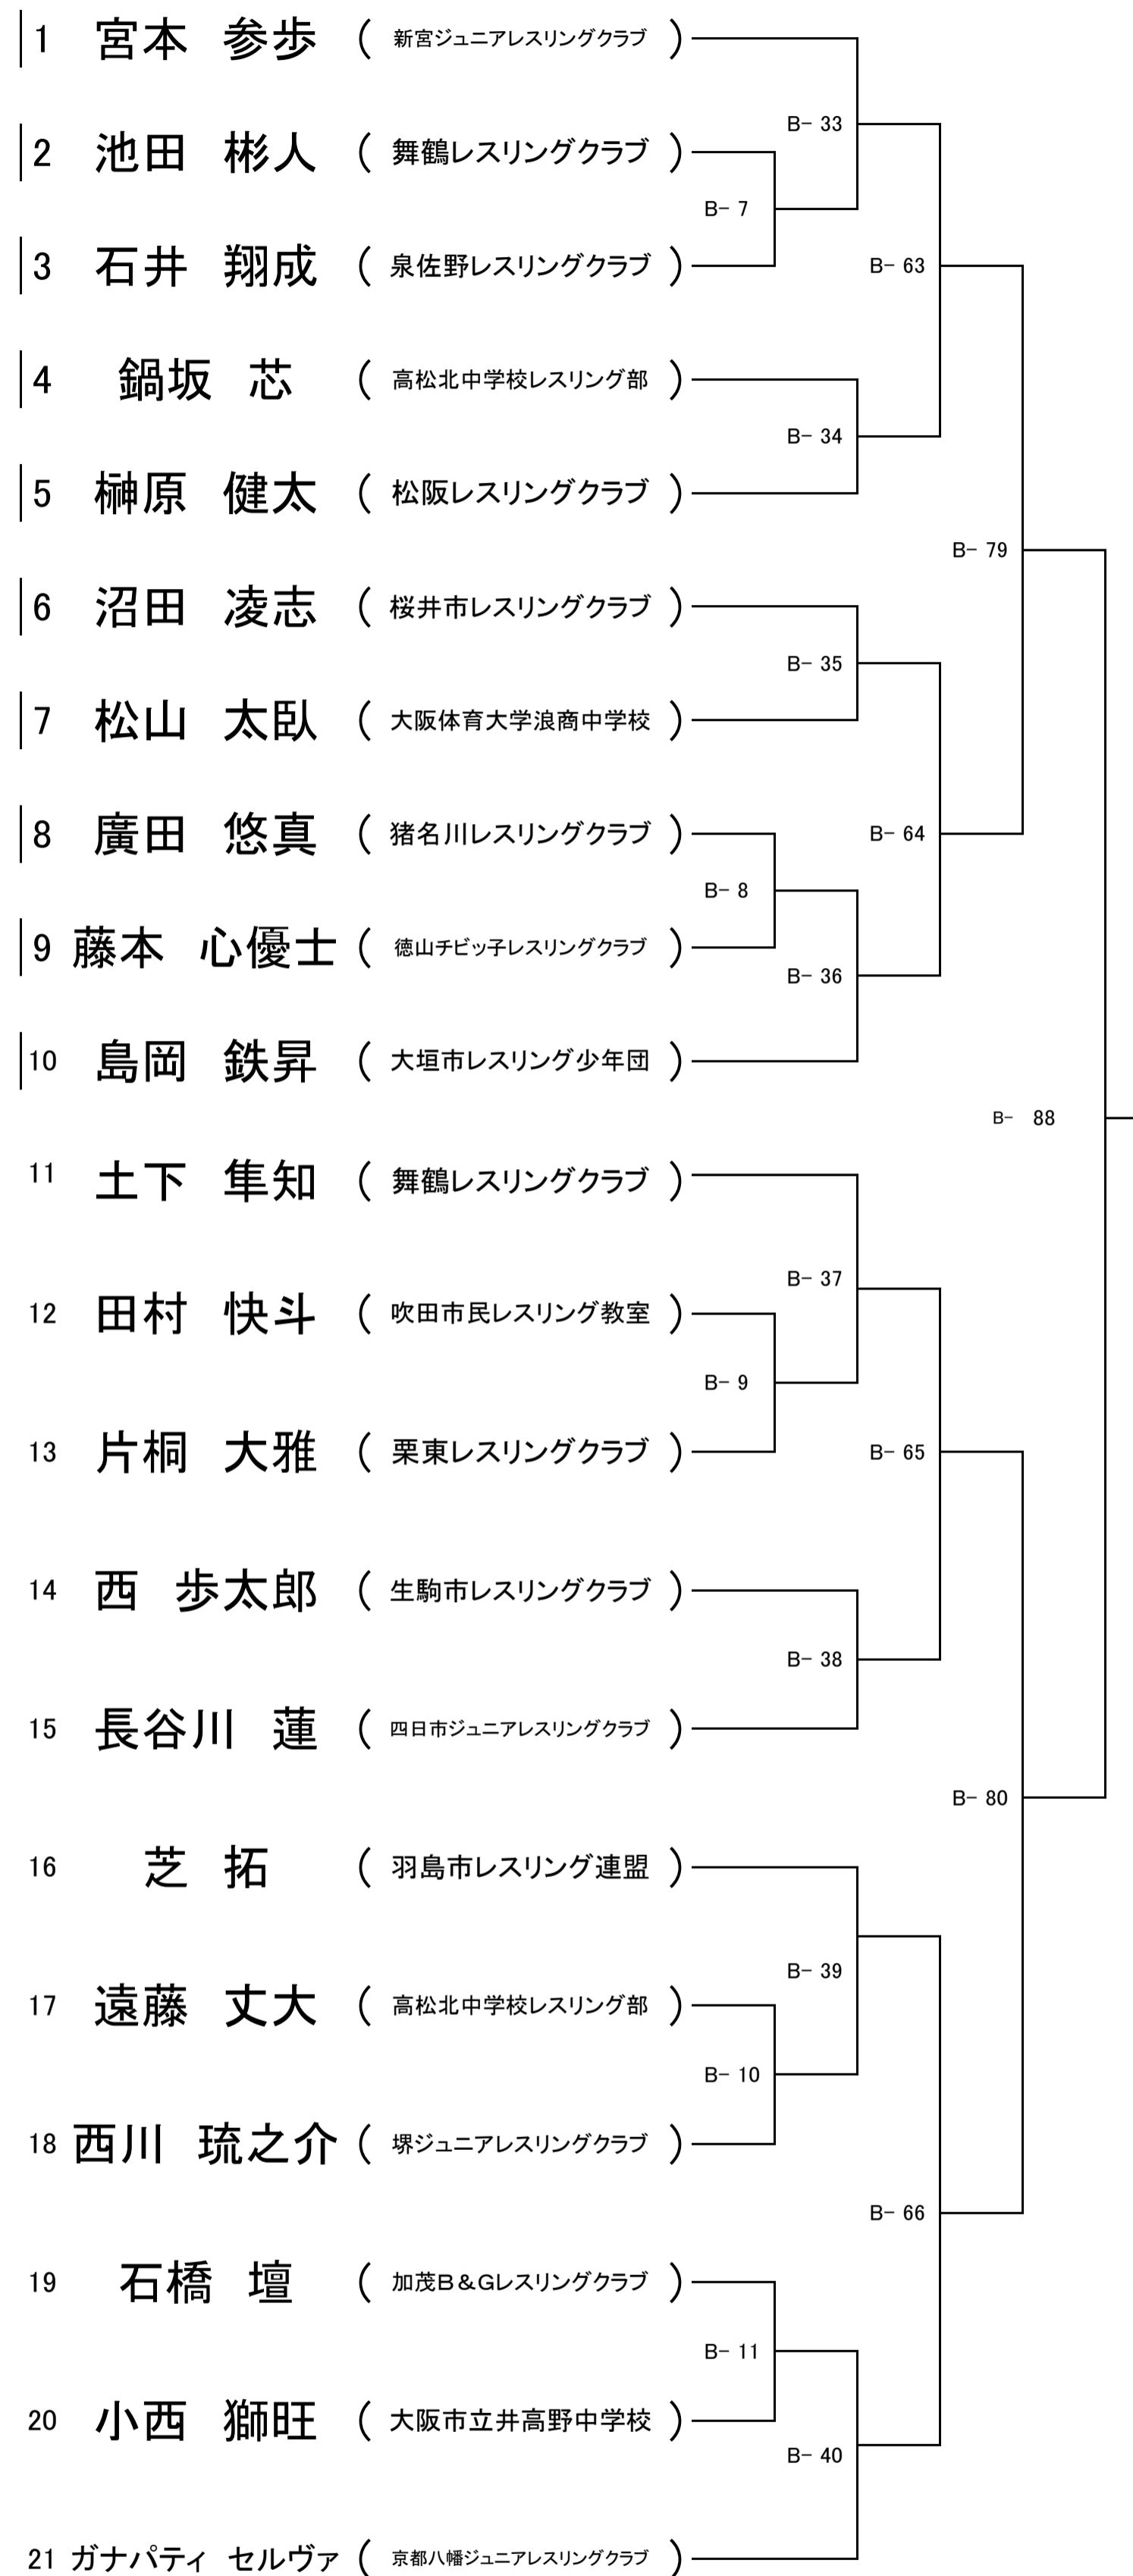 1 宮本 参歩 ( 新宮ジュニアレスリングクラブ )
B- 33
2 池田 彬人 ( 舞鶴レスリングクラブ )
B- 7
3 石井 翔成 ( 泉佐野レスリングクラブ )
B- 63
4 鍋坂 芯 ( 高松北中学校レスリング部 )
B- 34
5 榊原 健太 ( 松阪レスリングクラブ )
B- 79
6 沼田 凌志 ( 桜井市レスリングクラブ )
B- 35
7 松山 太臥 ( 大阪体育大学浪商中学校 )
8 廣田 悠真 ( 猪名川レスリングクラブ )
B- 64
B- 8
9 藤本 心優士 ( 徳山チビッ子レスリングクラブ )
B- 36
10 島岡 鉄昇 ( 大垣市レスリング少年団 )
B- 88
11 土下 隼知 ( 舞鶴レスリングクラブ )
B- 37
12 田村 快斗 ( 吹田市民レスリング教室 )
B- 9
13 片桐 大雅 ( 栗東レスリングクラブ )
B- 65
14 西 歩太郎 ( 生駒市レスリングクラブ )
B- 38
15 長谷川 蓮 ( 四日市ジュニアレスリングクラブ )
B- 80
16 芝 拓 ( 羽島市レスリング連盟 )
B- 39
17 遠藤 丈大 ( 高松北中学校レスリング部 )
B- 10
18 西川 琉之介 ( 堺ジュニアレスリングクラブ )
B- 66
19 石橋 壇 ( 加茂B&Gレスリングクラブ )
B- 11
20 小西 獅旺 ( 大阪市立井高野中学校 )
B- 40
21 ガナパティ セルヴァ ( 京都八幡ジュニアレスリングクラブ )